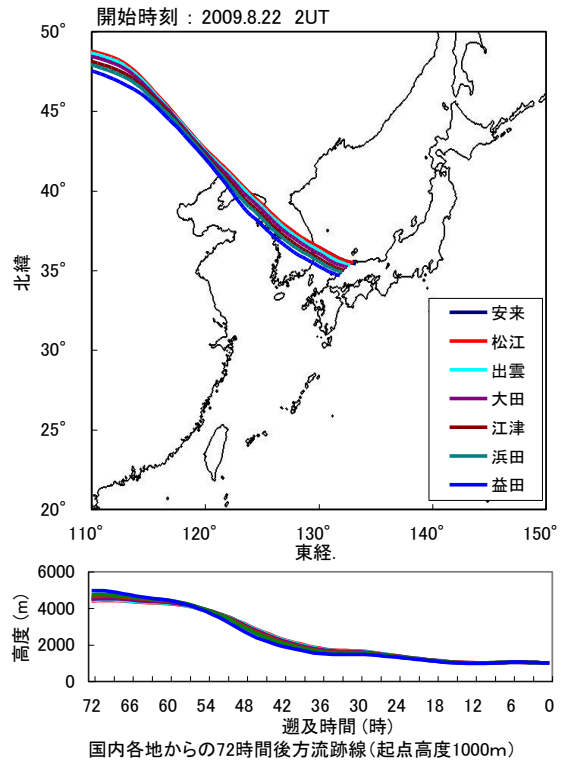 開始時刻 : 2009.8.22 2UT
50°
45°
40°
35°
30°
25°
20°
北緯
安来
松江
出雲
大田
江津
浜田
益田
110° 120° 130° 140° 150°
東経.
6000
4000
2000
0
高度 (m)
72 66 60 54 48 42 36 30 24 18 12 6 0
遡及時間 (時)
国内各地からの72時間後方流跡線(起点高度1000m)